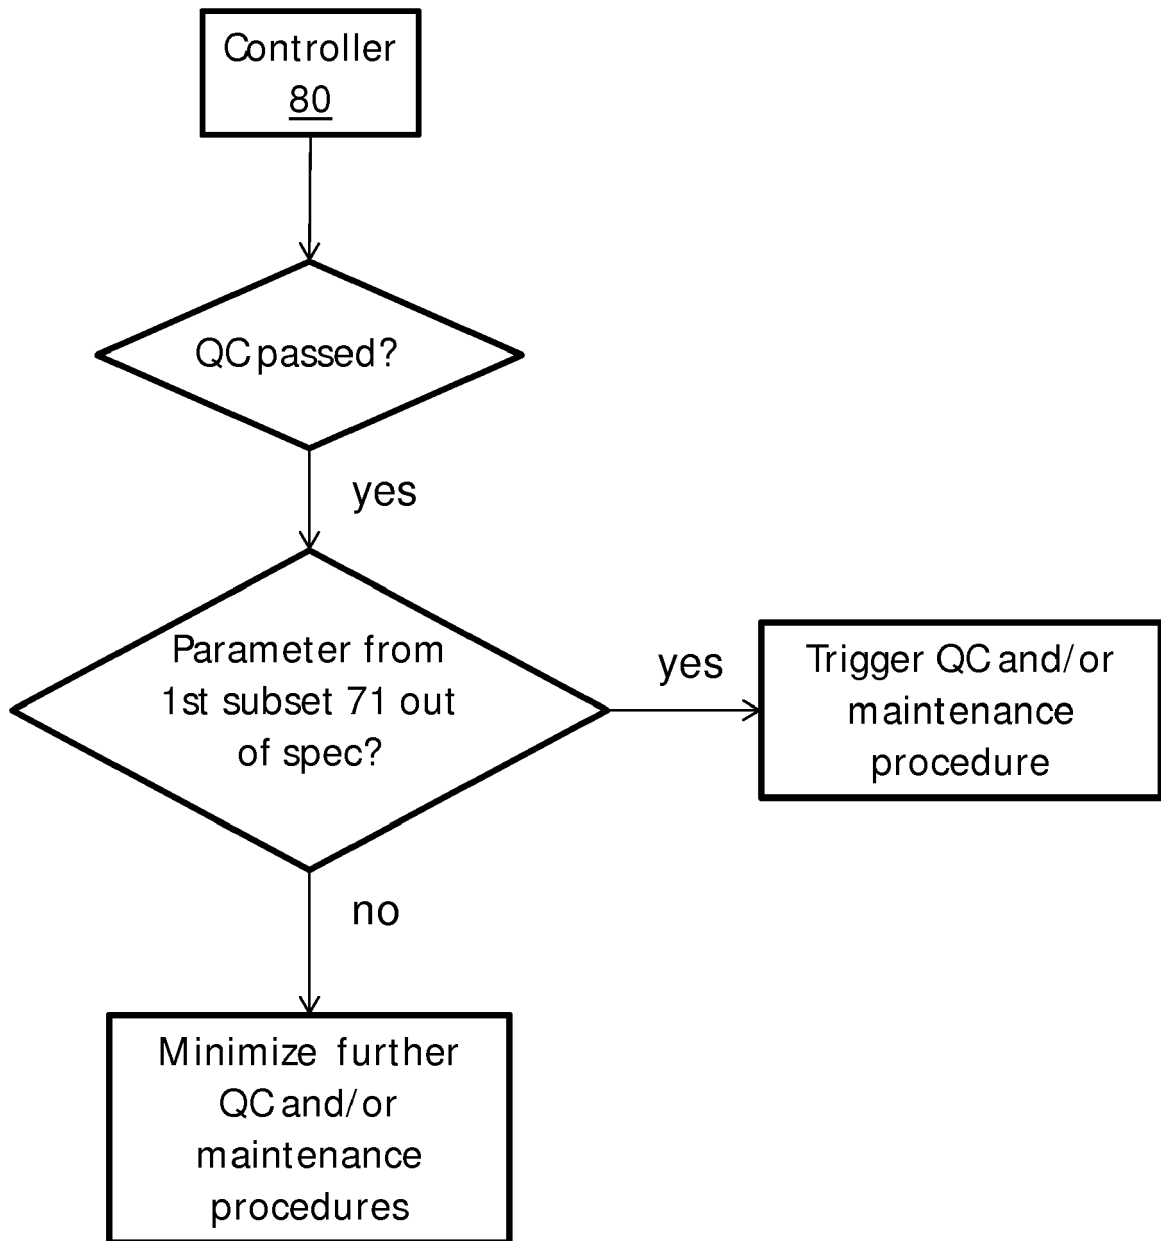 Controller
80
QC passed?
yes
Parameter from
1st subset 71 out
of spec?
yes
Trigger QC and/or
maintenance
procedure
no
Minimize further
QC and/or
maintenance
procedures